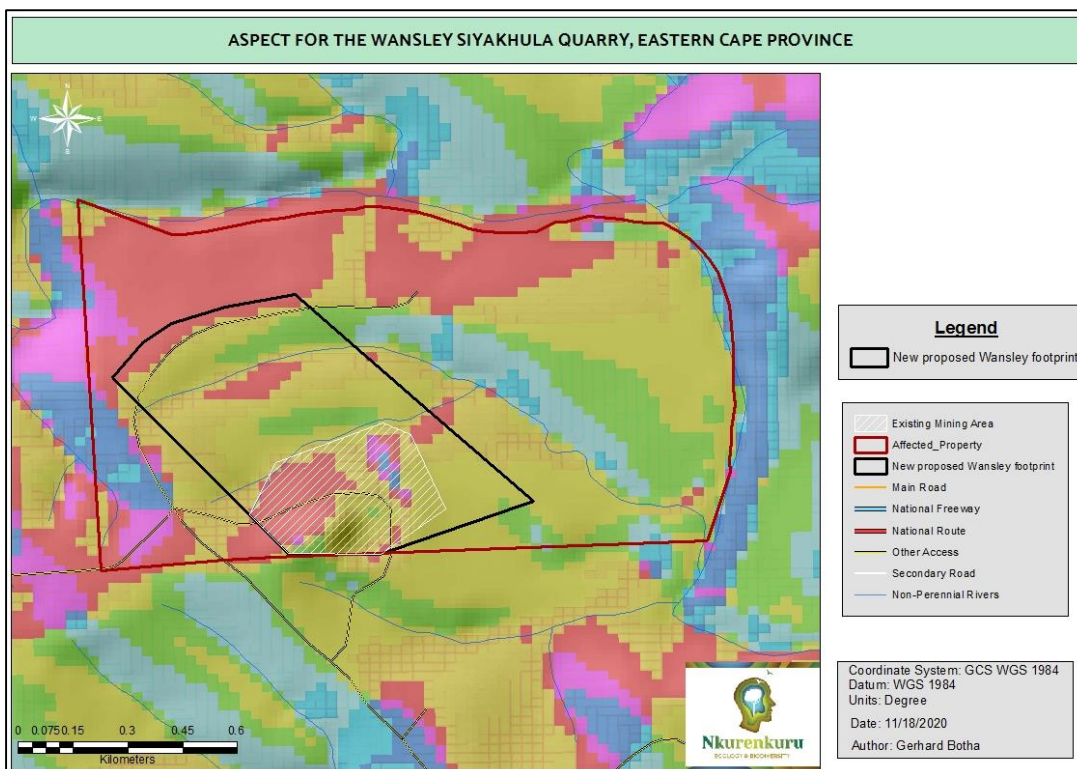 ASPECT FOR THE WANSLEY SIYAKHULA QUARRY, EASTERN CAPE PROVINCE
N
W E
S
Legend
New proposed Wansley footprint
Existing Mining Area
Affected_Property
New proposed Wansley footprint
Main Road
National Freeway
National Route
Other Access
Secondary Road
Non-Perennial Rivers
0 0.075 0.15 0.3 0.45 0.6
Kilometers
Nkurenkuru
ECOLOGY & BIODIVERSITY
Coordinate System: GCS WGS 1984
Datum: WGS 1984
Units: Degree
Date: 11/18/2020
Author: Gerhard Botha